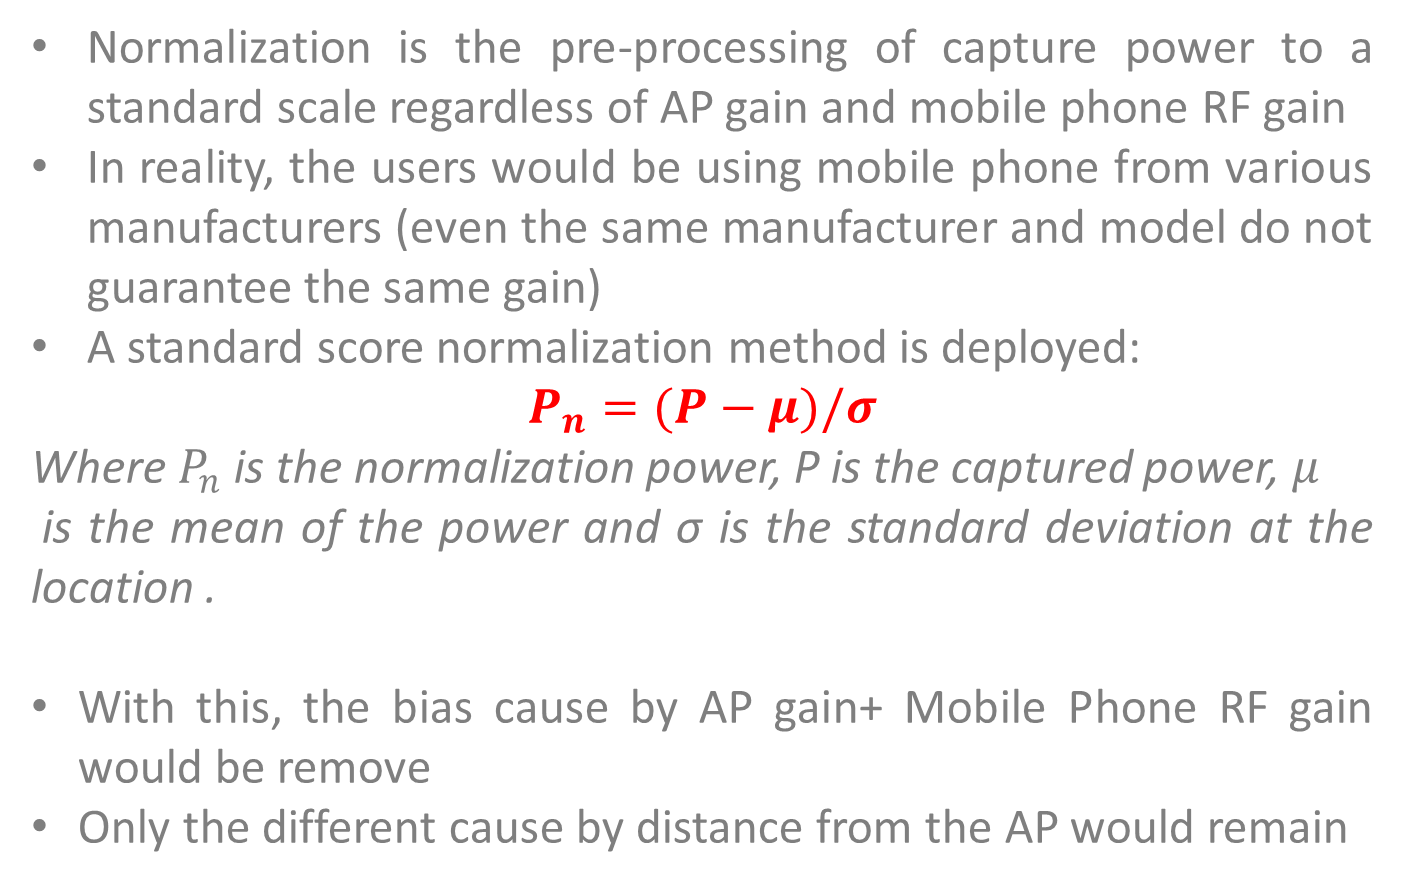 • Normalization is the pre-processing of capture power to a
standard scale regardless of AP gain and mobile phone RF gain
• In reality, the users would be using mobile phone from various
manufacturers (even the same manufacturer and model do not
guarantee the same gain)
• A standard score normalization method is deployed:
Pₙ = (P − μ)/σ
Where Pₙ is the normalization power, P is the captured power, μ
is the mean of the power and σ is the standard deviation at the
location .
• With this, the bias cause by AP gain+ Mobile Phone RF gain
would be remove
• Only the different cause by distance from the AP would remain